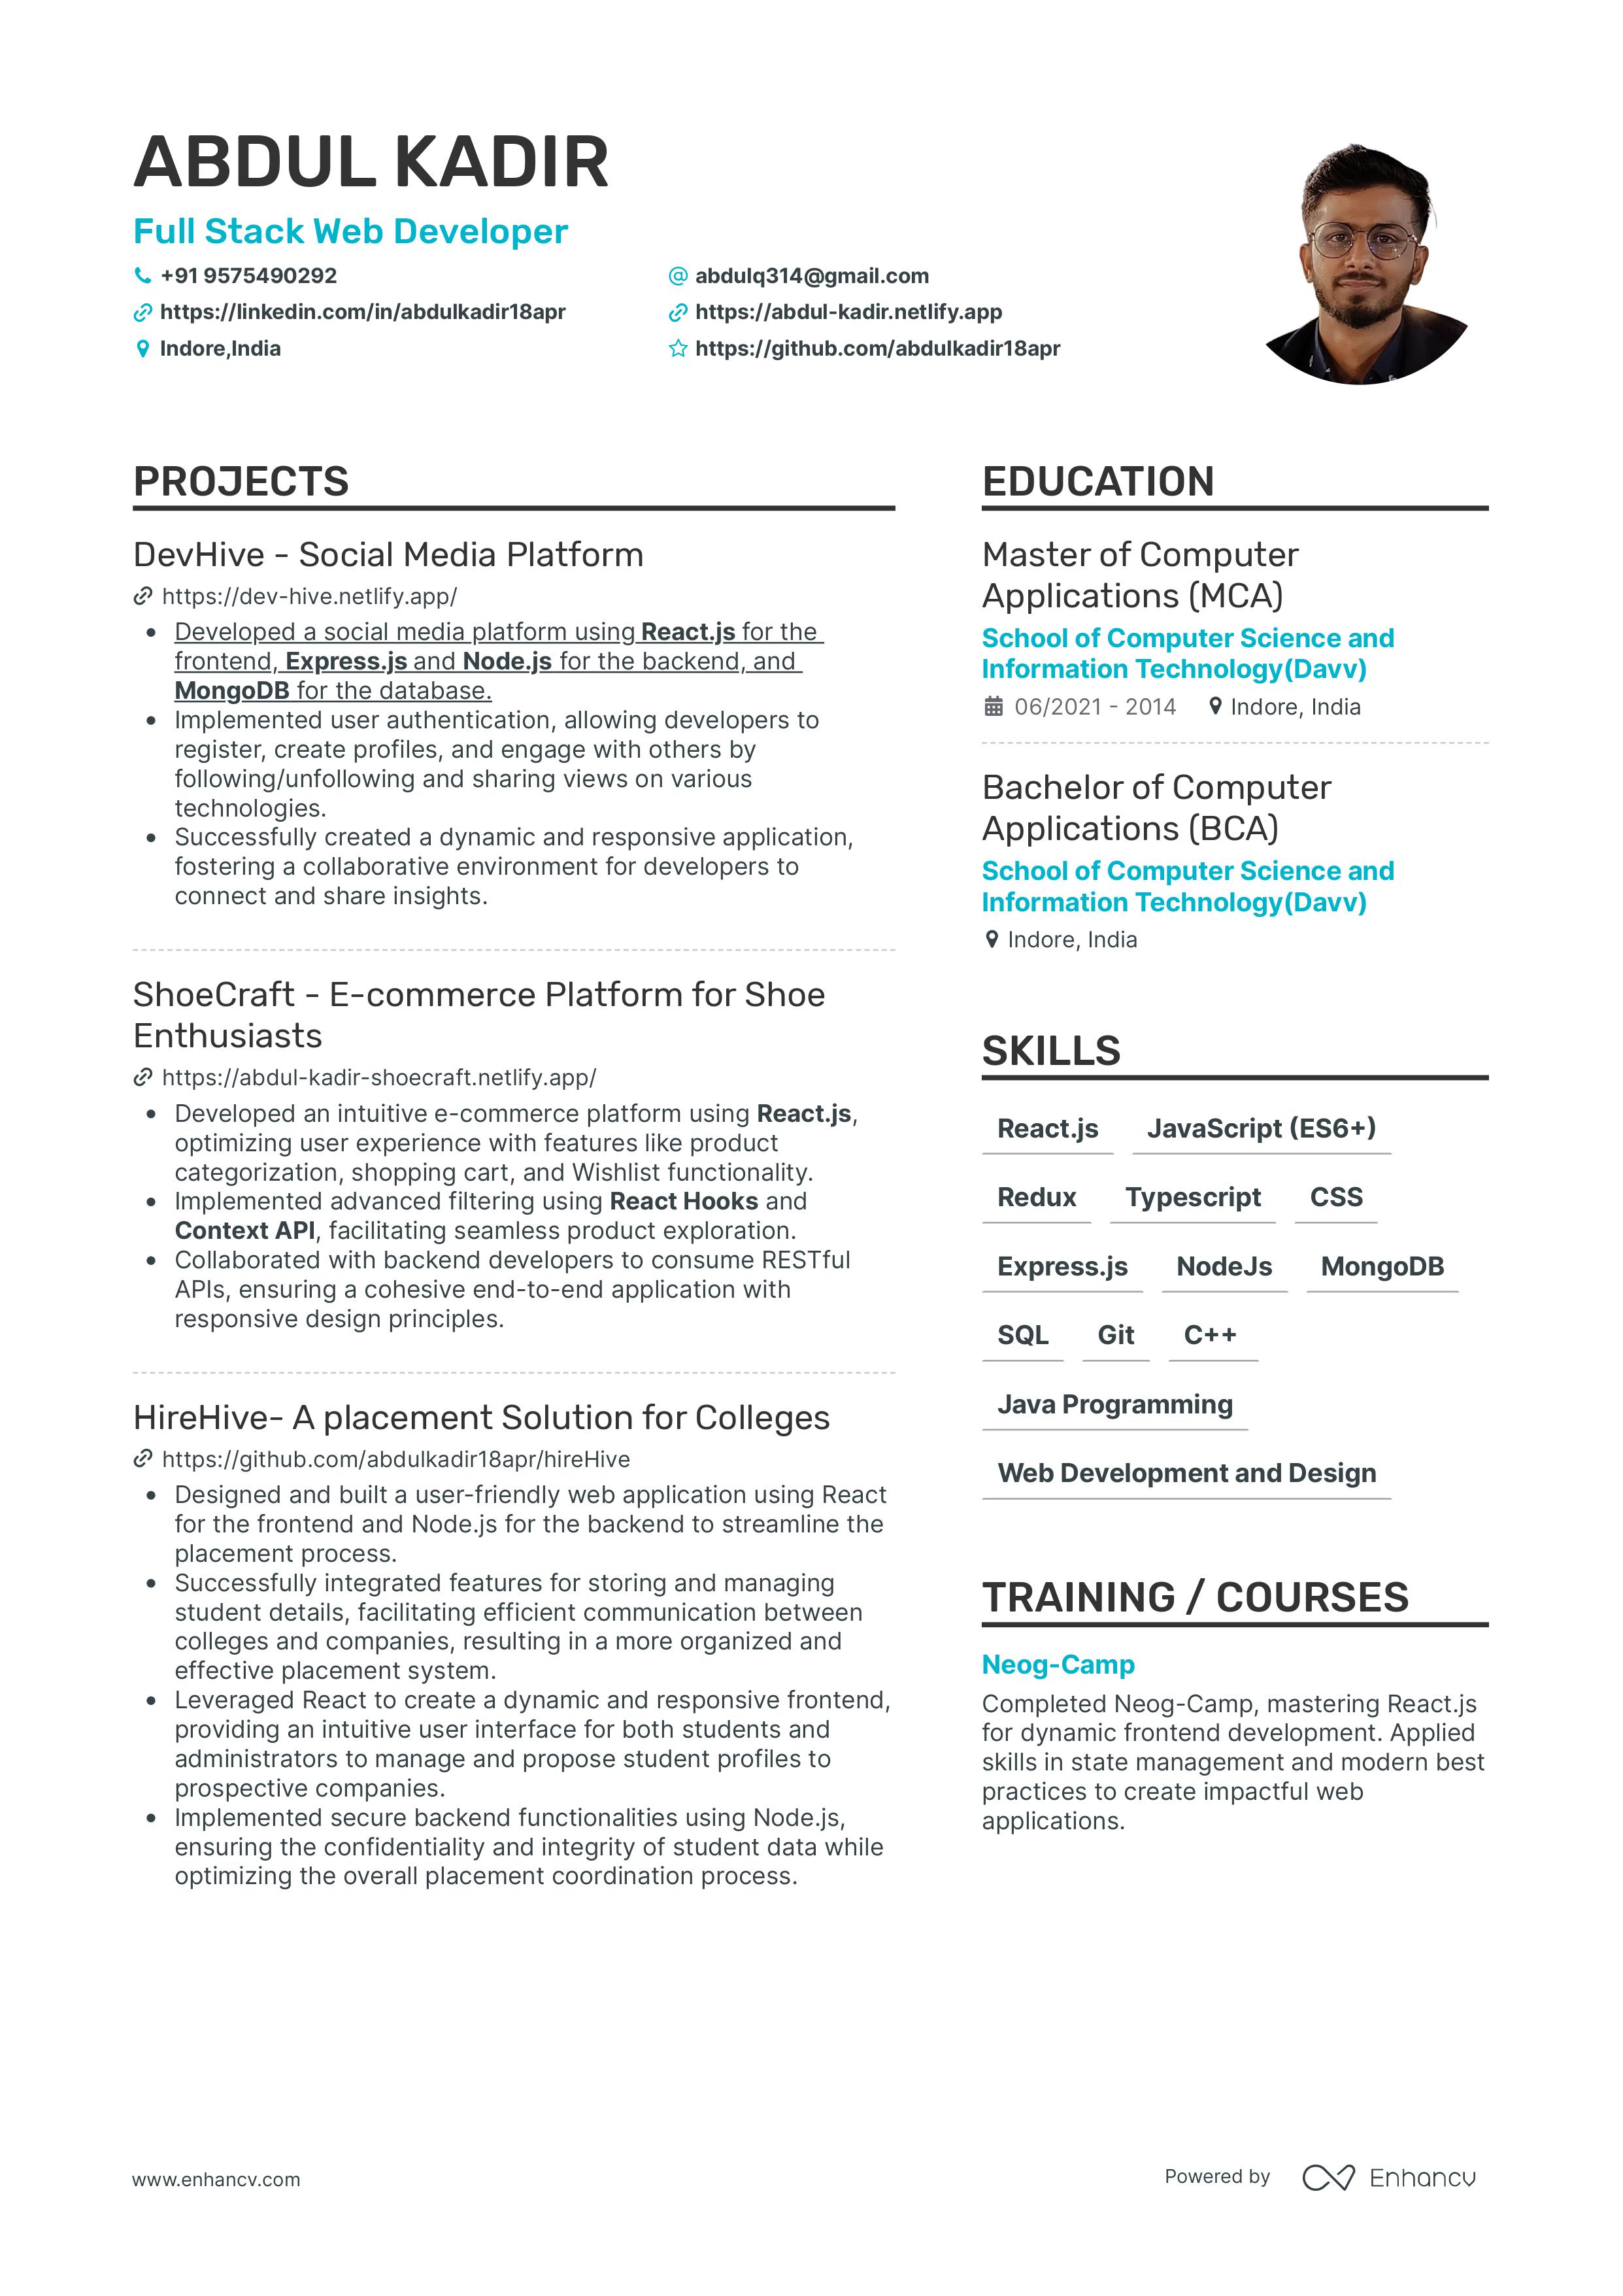 ABDUL KADIR
Full Stack Web Developer
+91 9575490292
abdulq314@gmail.com
https://linkedin.com/in/abdulkadir18apr
https://abdul-kadir.netlify.app
Indore,India
https://github.com/abdulkadir18apr
PROJECTS
DevHive - Social Media Platform
https://dev-hive.netlify.app/
• Developed a social media platform using React.js for the
frontend, Express.js and Node.js for the backend, and
MongoDB for the database.
• Implemented user authentication, allowing developers to
register, create profiles, and engage with others by
following/unfollowing and sharing views on various
technologies.
• Successfully created a dynamic and responsive application,
fostering a collaborative environment for developers to
connect and share insights.
ShoeCraft - E-commerce Platform for Shoe
Enthusiasts
https://abdul-kadir-shoecraft.netlify.app/
• Developed an intuitive e-commerce platform using React.js,
optimizing user experience with features like product
categorization, shopping cart, and Wishlist functionality.
• Implemented advanced filtering using React Hooks and
Context API, facilitating seamless product exploration.
• Collaborated with backend developers to consume RESTful
APIs, ensuring a cohesive end-to-end application with
responsive design principles.
HireHive- A placement Solution for Colleges
https://github.com/abdulkadir18apr/hireHive
• Designed and built a user-friendly web application using React
for the frontend and Node.js for the backend to streamline the
placement process.
• Successfully integrated features for storing and managing
student details, facilitating efficient communication between
colleges and companies, resulting in a more organized and
effective placement system.
• Leveraged React to create a dynamic and responsive frontend,
providing an intuitive user interface for both students and
administrators to manage and propose student profiles to
prospective companies.
• Implemented secure backend functionalities using Node.js,
ensuring the confidentiality and integrity of student data while
optimizing the overall placement coordination process.
EDUCATION
Master of Computer
Applications (MCA)
School of Computer Science and
Information Technology(Davv)
06/2021 - 2014 Indore, India
Bachelor of Computer
Applications (BCA)
School of Computer Science and
Information Technology(Davv)
Indore, India
SKILLS
React.js JavaScript (ES6+)
Redux Typescript CSS
Express.js NodeJs MongoDB
SQL Git C++
Java Programming
Web Development and Design
TRAINING / COURSES
Neog-Camp
Completed Neog-Camp, mastering React.js
for dynamic frontend development. Applied
skills in state management and modern best
practices to create impactful web
applications.
www.enhancv.com
Powered by Enhancv